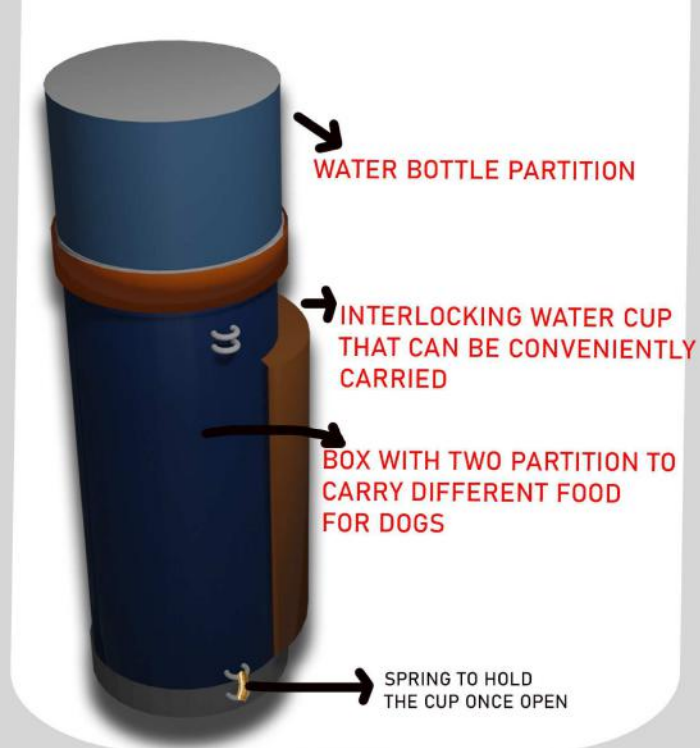 WATER BOTTLE PARTITION
INTERLOCKING WATER CUP
THAT CAN BE CONVENIENTLY
CARRIED
BOX WITH TWO PARTITION TO
CARRY DIFFERENT FOOD
FOR DOGS
SPRING TO HOLD
THE CUP ONCE OPEN